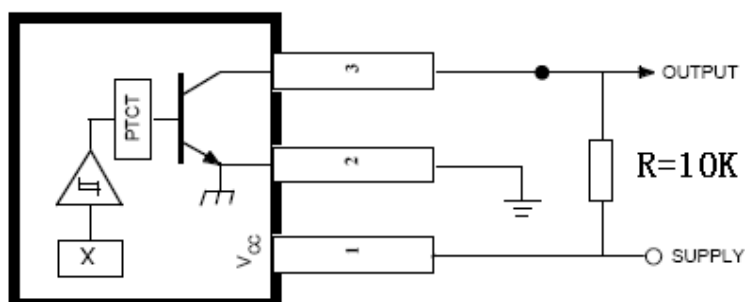 3
OUTPUT
PTCT
2
R=10K
X
VCC
1
SUPPLY